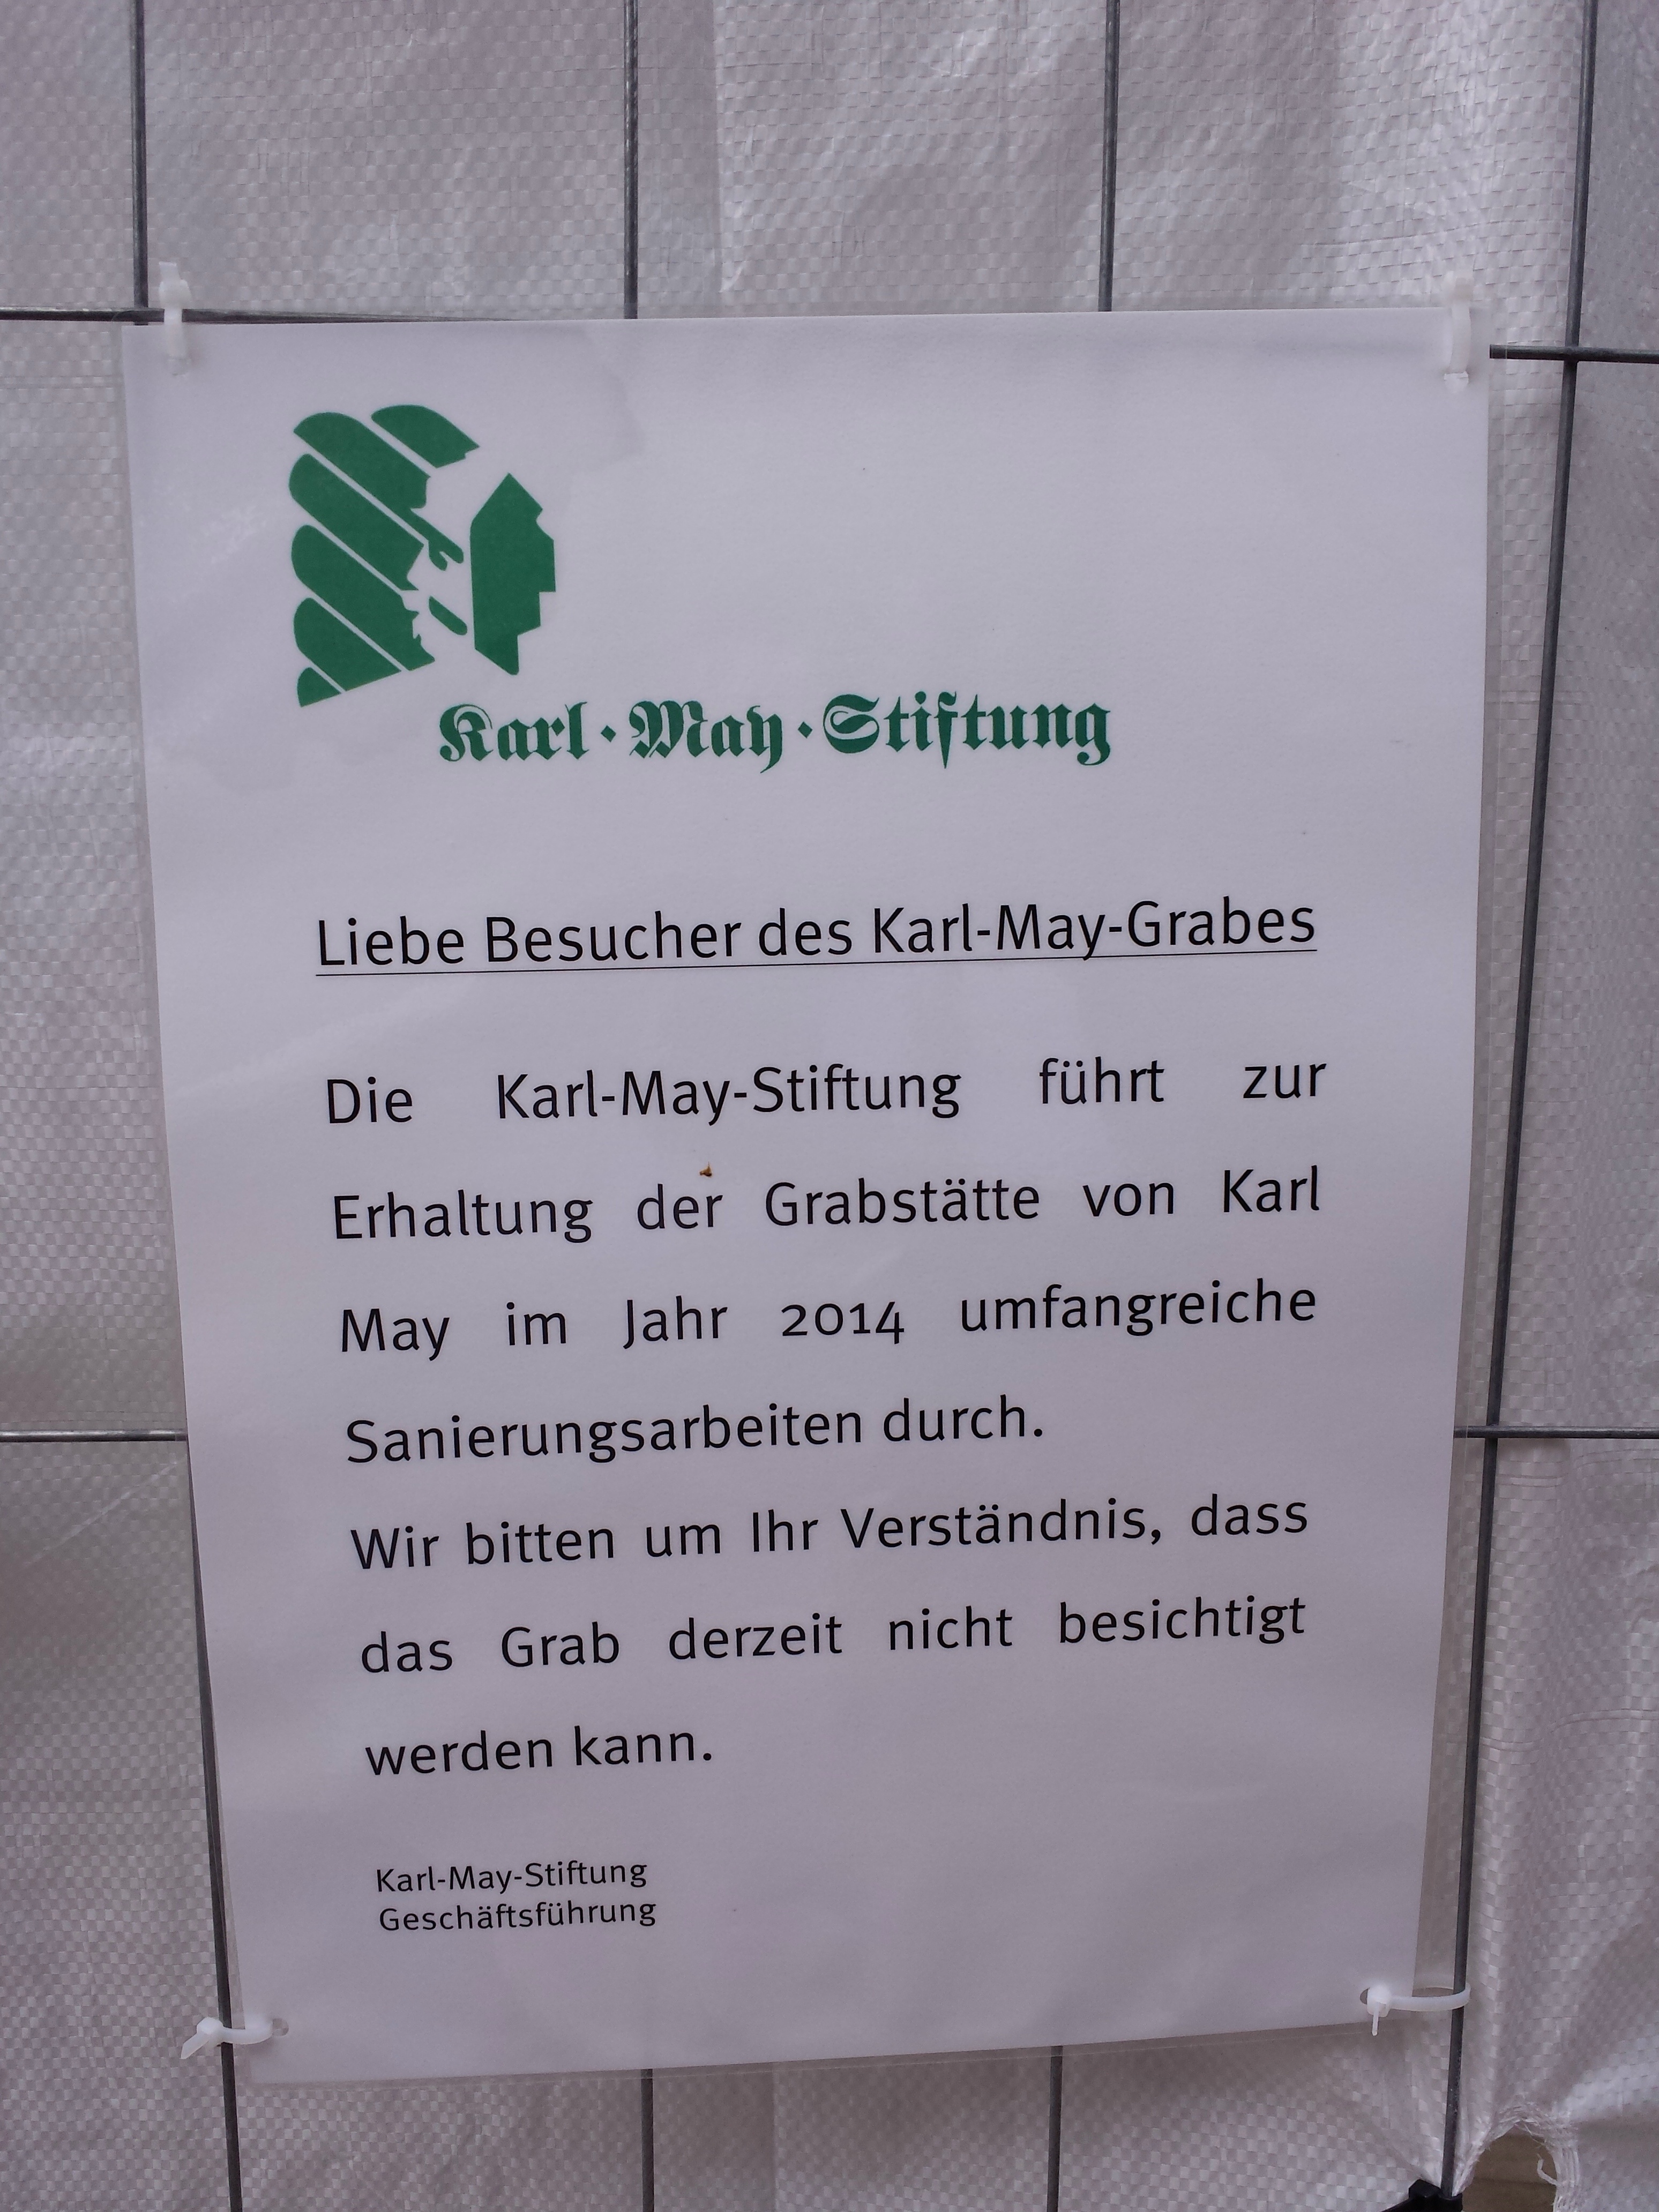 Karl·May·Stiftung
Liebe Besucher des Karl-May-Grabes
Die Karl-May-Stiftung führt zur
Erhaltung der Grabstätte von Karl
May im Jahr 2014 umfangreiche
Sanierungsarbeiten durch.
Wir bitten um Ihr Verständnis, dass
das Grab derzeit nicht besichtigt
werden kann.
Karl-May-Stiftung
Geschäftsführung